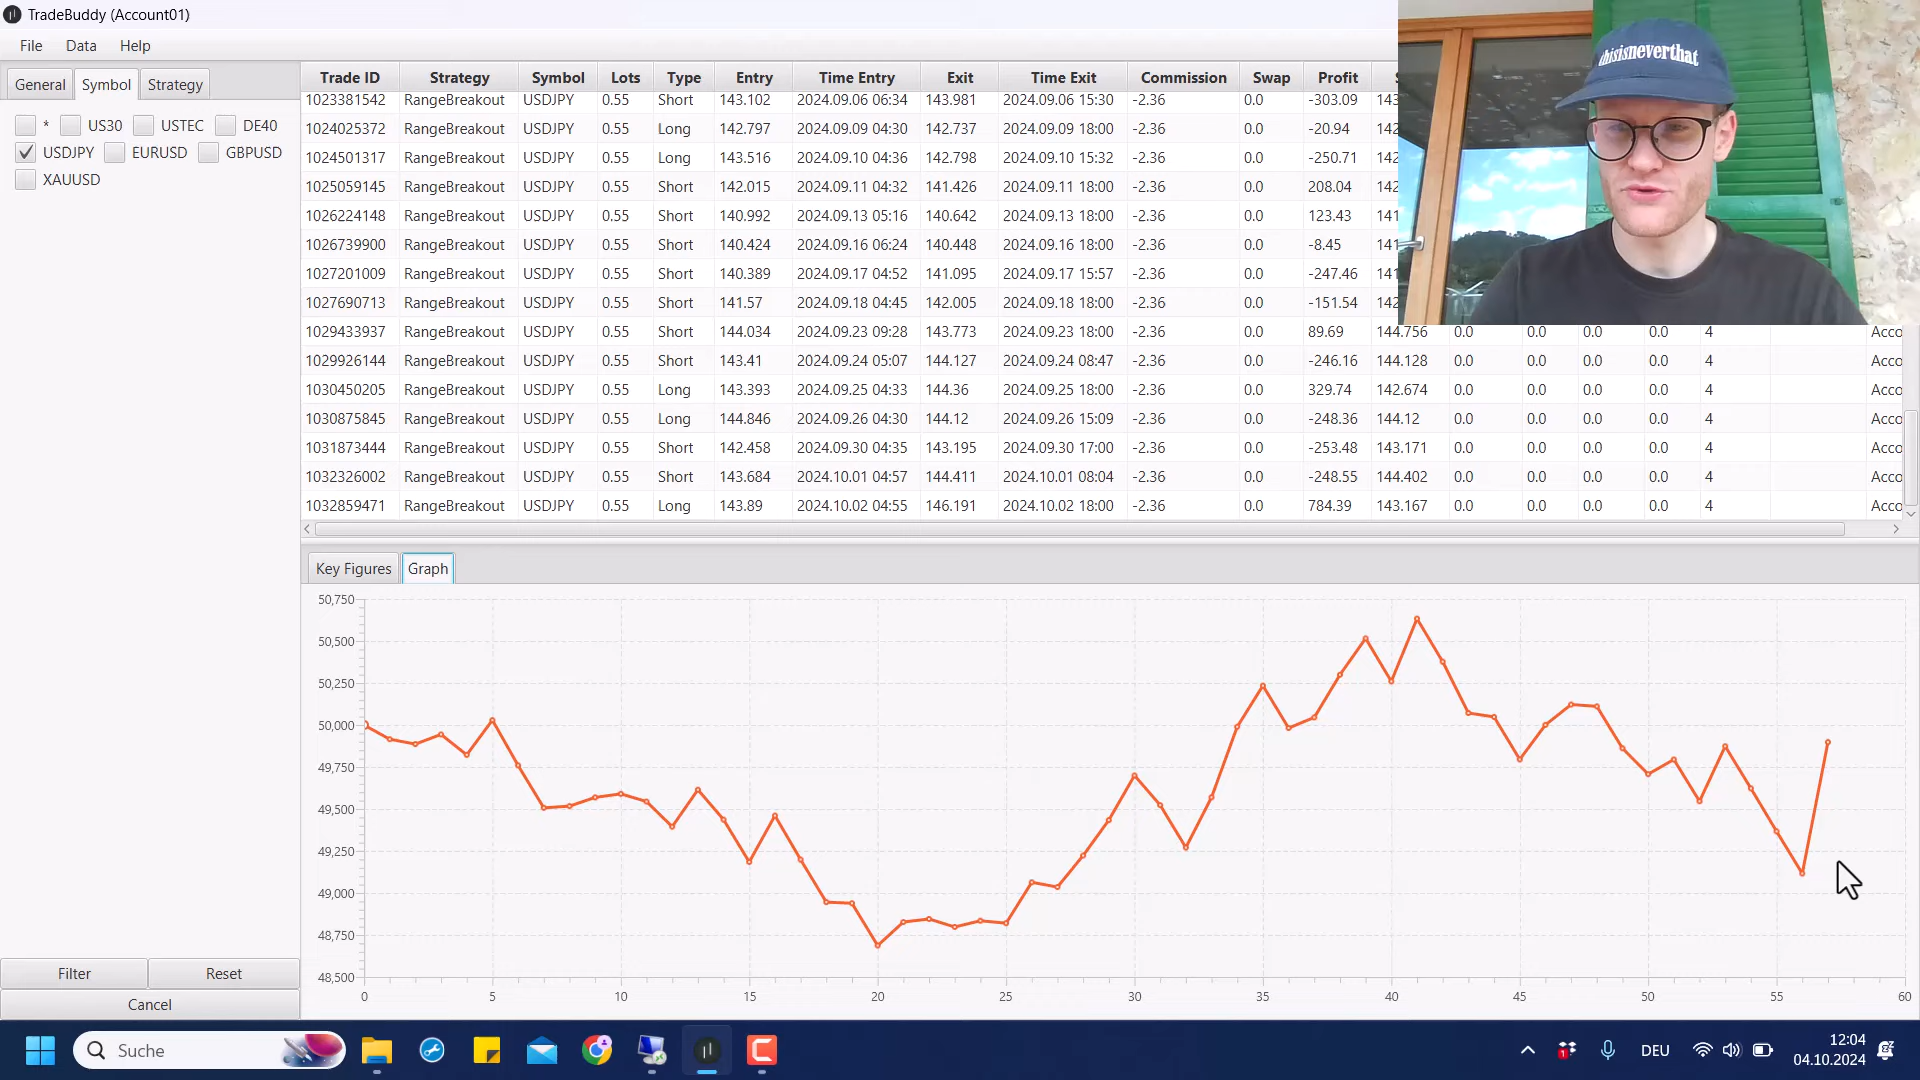 TradeBuddy (Account01)
File Data Help
General Symbol Strategy
* US30 USTEC DE40
USDJPY EURUSD GBPUSD
XAUUSD
Trade ID Strategy Symbol Lots Type Entry Time Entry Exit Time Exit Commission Swap Profit
1023381542 RangeBreakout USDJPY 0.55 Short 143.102 2024.09.06 06:34 143.981 2024.09.06 15:30 -2.36 0.0 -303.09 143
1024025372 RangeBreakout USDJPY 0.55 Long 142.797 2024.09.09 04:30 142.737 2024.09.09 18:00 -2.36 0.0 -20.94 142
1024501317 RangeBreakout USDJPY 0.55 Long 143.516 2024.09.10 04:36 142.798 2024.09.10 15:32 -2.36 0.0 -250.71 142
1025059145 RangeBreakout USDJPY 0.55 Short 142.015 2024.09.11 04:32 141.426 2024.09.11 18:00 -2.36 0.0 208.04 142
1026224148 RangeBreakout USDJPY 0.55 Short 140.992 2024.09.13 05:16 140.642 2024.09.13 18:00 -2.36 0.0 123.43 141
1026739900 RangeBreakout USDJPY 0.55 Short 140.424 2024.09.16 06:24 140.448 2024.09.16 18:00 -2.36 0.0 -8.45 141
1027201009 RangeBreakout USDJPY 0.55 Short 140.389 2024.09.17 04:52 141.095 2024.09.17 15:57 -2.36 0.0 -247.46 141
1027690713 RangeBreakout USDJPY 0.55 Short 141.57 2024.09.18 04:45 142.005 2024.09.18 18:00 -2.36 0.0 -151.54 142
1029433937 RangeBreakout USDJPY 0.55 Short 144.034 2024.09.23 09:28 143.773 2024.09.23 18:00 -2.36 0.0 89.69 144.756 0.0 0.0 0.0 0.0 4 Acco
1029926144 RangeBreakout USDJPY 0.55 Short 143.41 2024.09.24 05:07 144.127 2024.09.24 08:47 -2.36 0.0 -246.16 144.128 0.0 0.0 0.0 0.0 4 Acco
1030450205 RangeBreakout USDJPY 0.55 Long 143.393 2024.09.25 04:33 144.36 2024.09.25 18:00 -2.36 0.0 329.74 142.674 0.0 0.0 0.0 0.0 4 Acco
1030875845 RangeBreakout USDJPY 0.55 Long 144.846 2024.09.26 04:30 144.12 2024.09.26 15:09 -2.36 0.0 -248.36 144.12 0.0 0.0 0.0 0.0 4 Acco
1031873444 RangeBreakout USDJPY 0.55 Short 142.458 2024.09.30 04:35 143.195 2024.09.30 17:00 -2.36 0.0 -253.48 143.171 0.0 0.0 0.0 0.0 4 Acco
1032326002 RangeBreakout USDJPY 0.55 Short 143.684 2024.10.01 04:57 144.411 2024.10.01 08:04 -2.36 0.0 -248.55 144.402 0.0 0.0 0.0 0.0 4 Acco
1032859471 RangeBreakout USDJPY 0.55 Long 143.89 2024.10.02 04:55 146.191 2024.10.02 18:00 -2.36 0.0 784.39 143.167 0.0 0.0 0.0 0.0 4 Acco
thisisneverthat
Key Figures Graph
50,750
50,500
50,250
50,000
49,750
49,500
49,250
49,000
48,750
48,500
0 5 10 15 20 25 30 35 40 45 50 55 60
Filter Reset
Cancel
Suche
DEU
12:04
04.10.2024